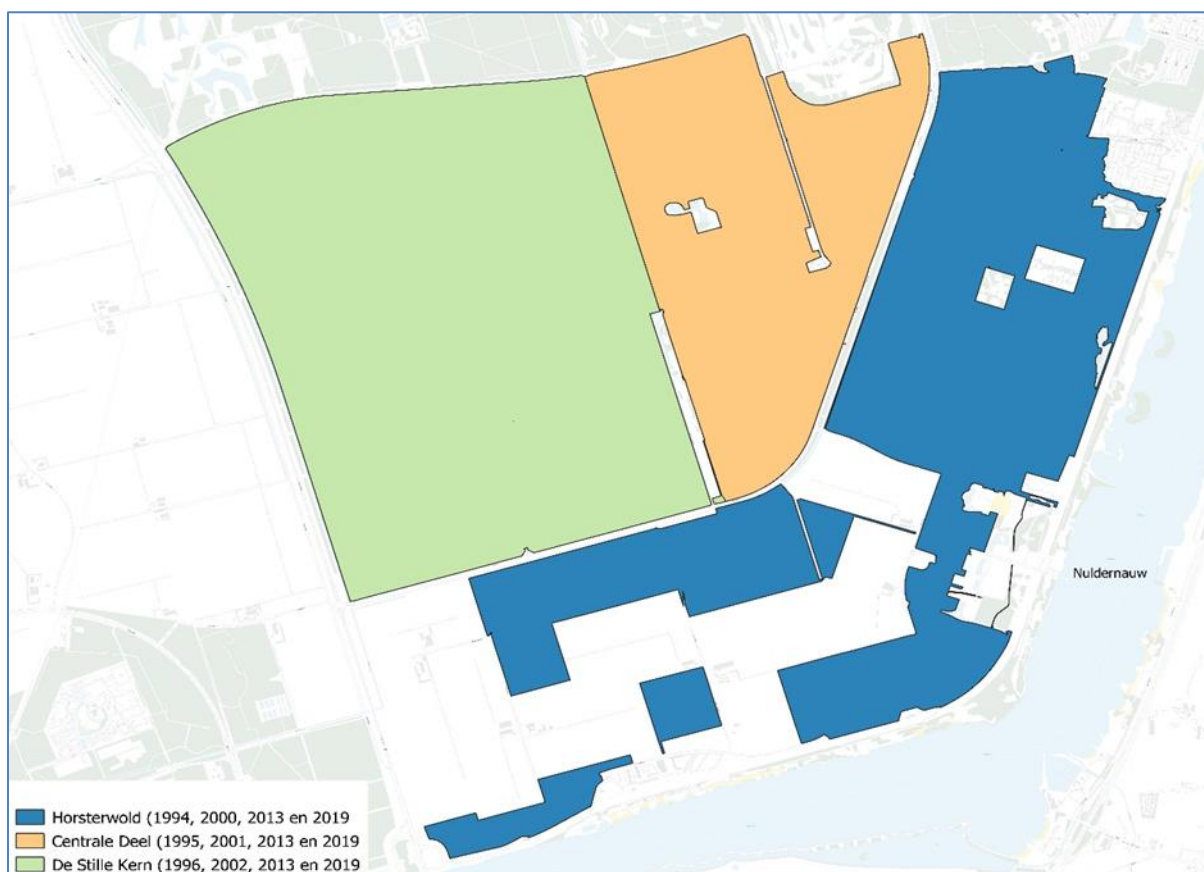 Nuldernauw
Horsterwold (1994, 2000, 2013 en 2019
Centrale Deel (1995, 2001, 2013 en 2019
De Stille Kern (1996, 2002, 2013 en 2019